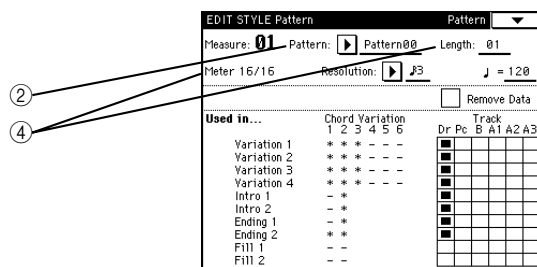 EDIT STYLE Pattern Pattern
Measure: 01 Pattern: Pattern00 Length: 01
Meter 16/16 Resolution: ♪3 ♩ = 120
② Remove Data
④ Used in... Chord Variation Track
1 2 3 4 5 6 Dr Pc B A1 A2 A3
Variation 1 * * * - - -
Variation 2 * * * - - -
Variation 3 * * * - - -
Variation 4 * * * - - -
Intro 1 - *
Intro 2 - *
Ending 1 * *
Ending 2 * *
Fill 1 - -
Fill 2 - -